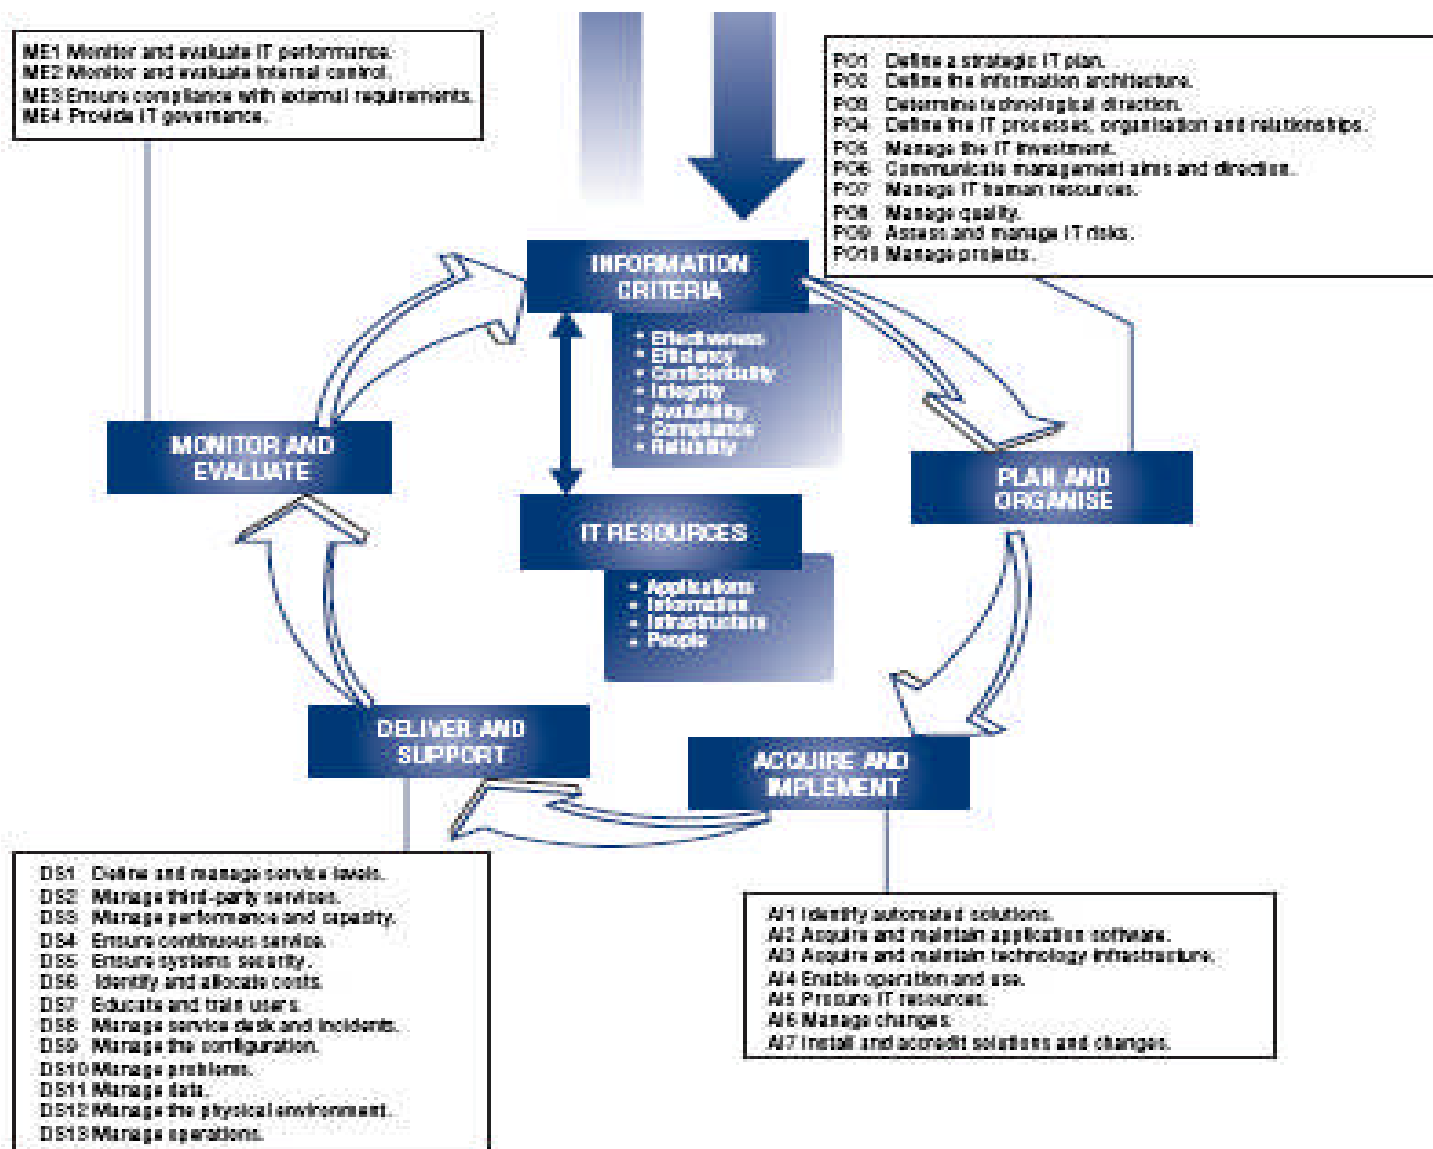 ME1 Monitor and evaluate IT performance.
ME2 Monitor and evaluate internal control.
ME3 Ensure compliance with external requirements.
ME4 Provide IT governance.
PO1 Define a strategic IT plan.
PO2 Define the information architecture.
PO3 Determine technological direction.
PO4 Define the IT processes, organisation and relationships.
PO5 Manage the IT investment.
PO6 Communicate management aims and direction.
PO7 Manage IT human resources.
PO8 Manage quality.
PO9 Assess and manage IT risks.
PO10 Manage projects.
INFORMATION
CRITERIA
• Effectiveness
• Efficiency
• Confidentiality
• Integrity
• Availability
• Compliance
• Reliability
MONITOR AND
EVALUATE
PLAN AND
ORGANISE
IT RESOURCES
• Applications
• Information
• Infrastructure
• People
DELIVER AND
SUPPORT
ACQUIRE AND
IMPLEMENT
DS1 Define and manage service levels.
DS2 Manage third-party services.
DS3 Manage performance and capacity.
DS4 Ensure continuous service.
DS5 Ensure systems security.
DS6 Identify and allocate costs.
DS7 Educate and train users.
DS8 Manage service desk and incidents.
DS9 Manage the configuration.
DS10 Manage problems.
DS11 Manage data.
DS12 Manage the physical environment.
DS13 Manage operations.
AI1 Identify automated solutions.
AI2 Acquire and maintain application software.
AI3 Acquire and maintain technology infrastructure.
AI4 Enable operation and use.
AI5 Procure IT resources.
AI6 Manage changes.
AI7 Install and accredit solutions and changes.